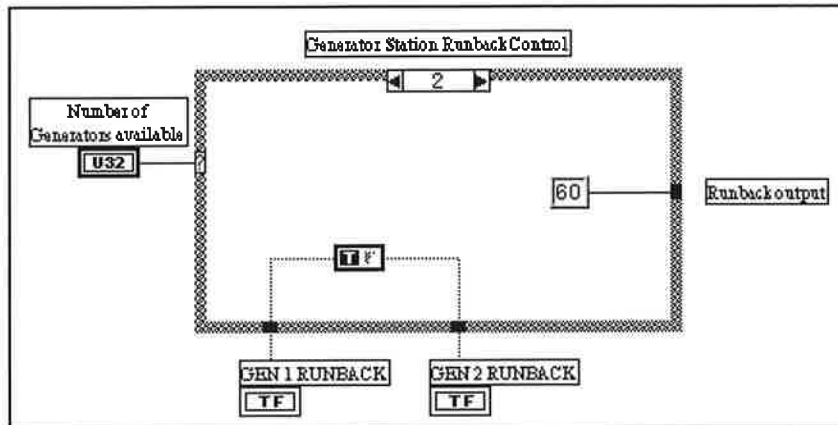 Generator Station Runback Control
2
Number of
Generators available
U32
?
60
Runback output
T F
GEN 1 RUNBACK
GEN 2 RUNBACK
TF
TF